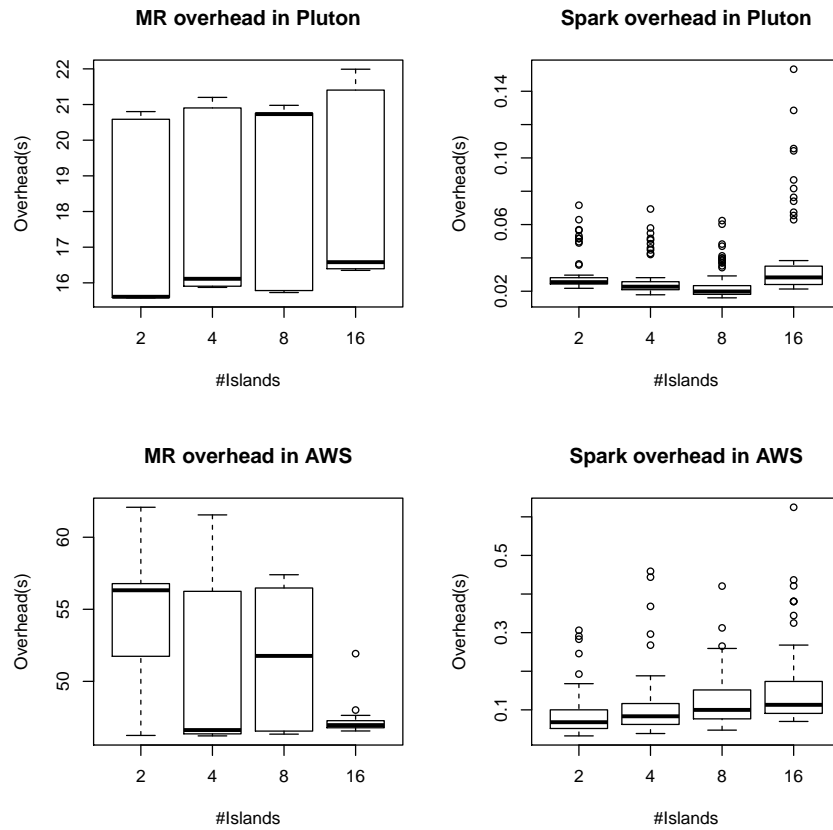 MR overhead in Pluton
Overhead(s)
22
21
20
19
18
17
16
2 4 8 16
#Islands
Spark overhead in Pluton
Overhead(s)
0.14
0.10
0.06
0.02
2 4 8 16
#Islands
MR overhead in AWS
Overhead(s)
60
55
50
2 4 8 16
#Islands
Spark overhead in AWS
Overhead(s)
0.5
0.3
0.1
2 4 8 16
#Islands